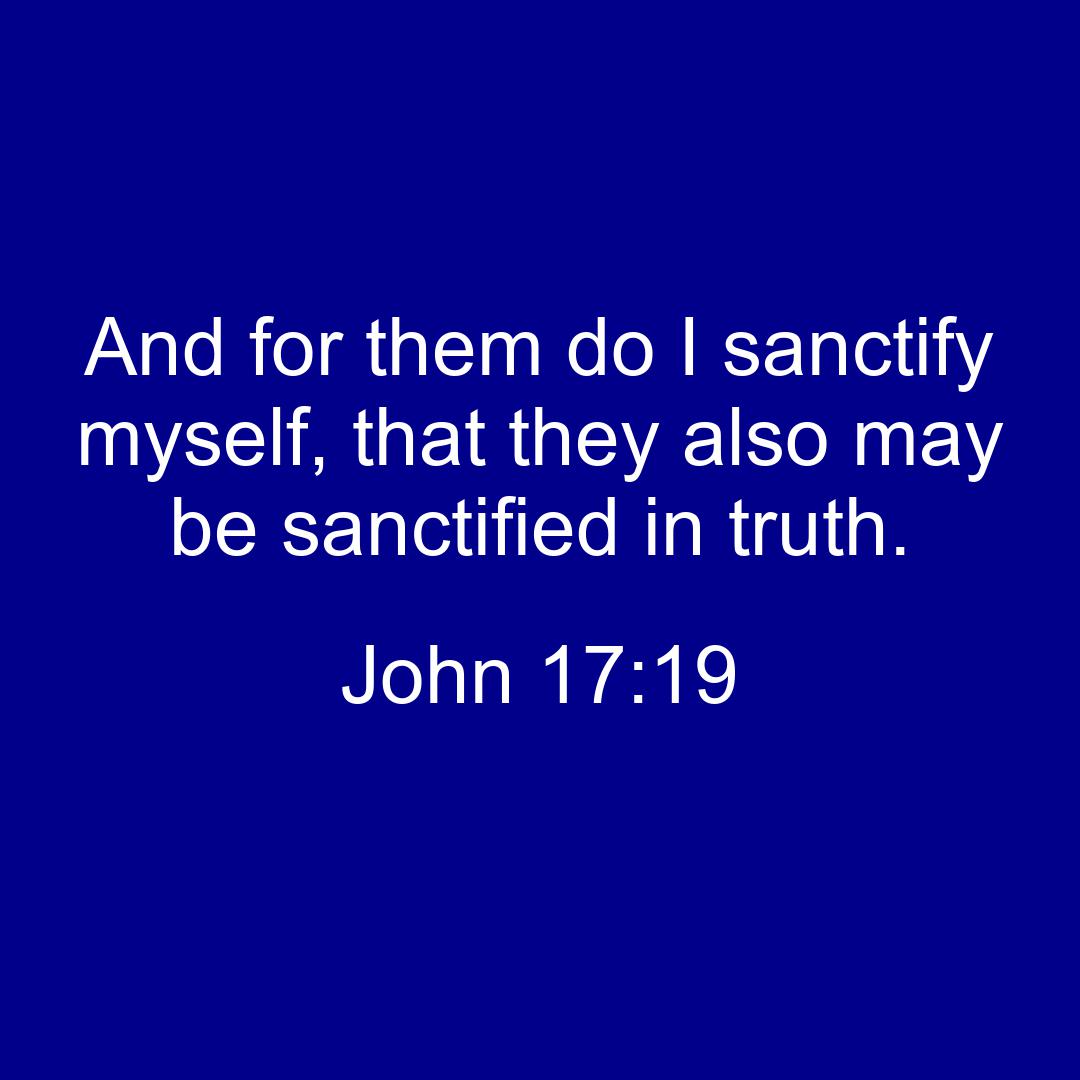 And for them do I sanctify
myself, that they also may
be sanctified in truth.
John 17:19